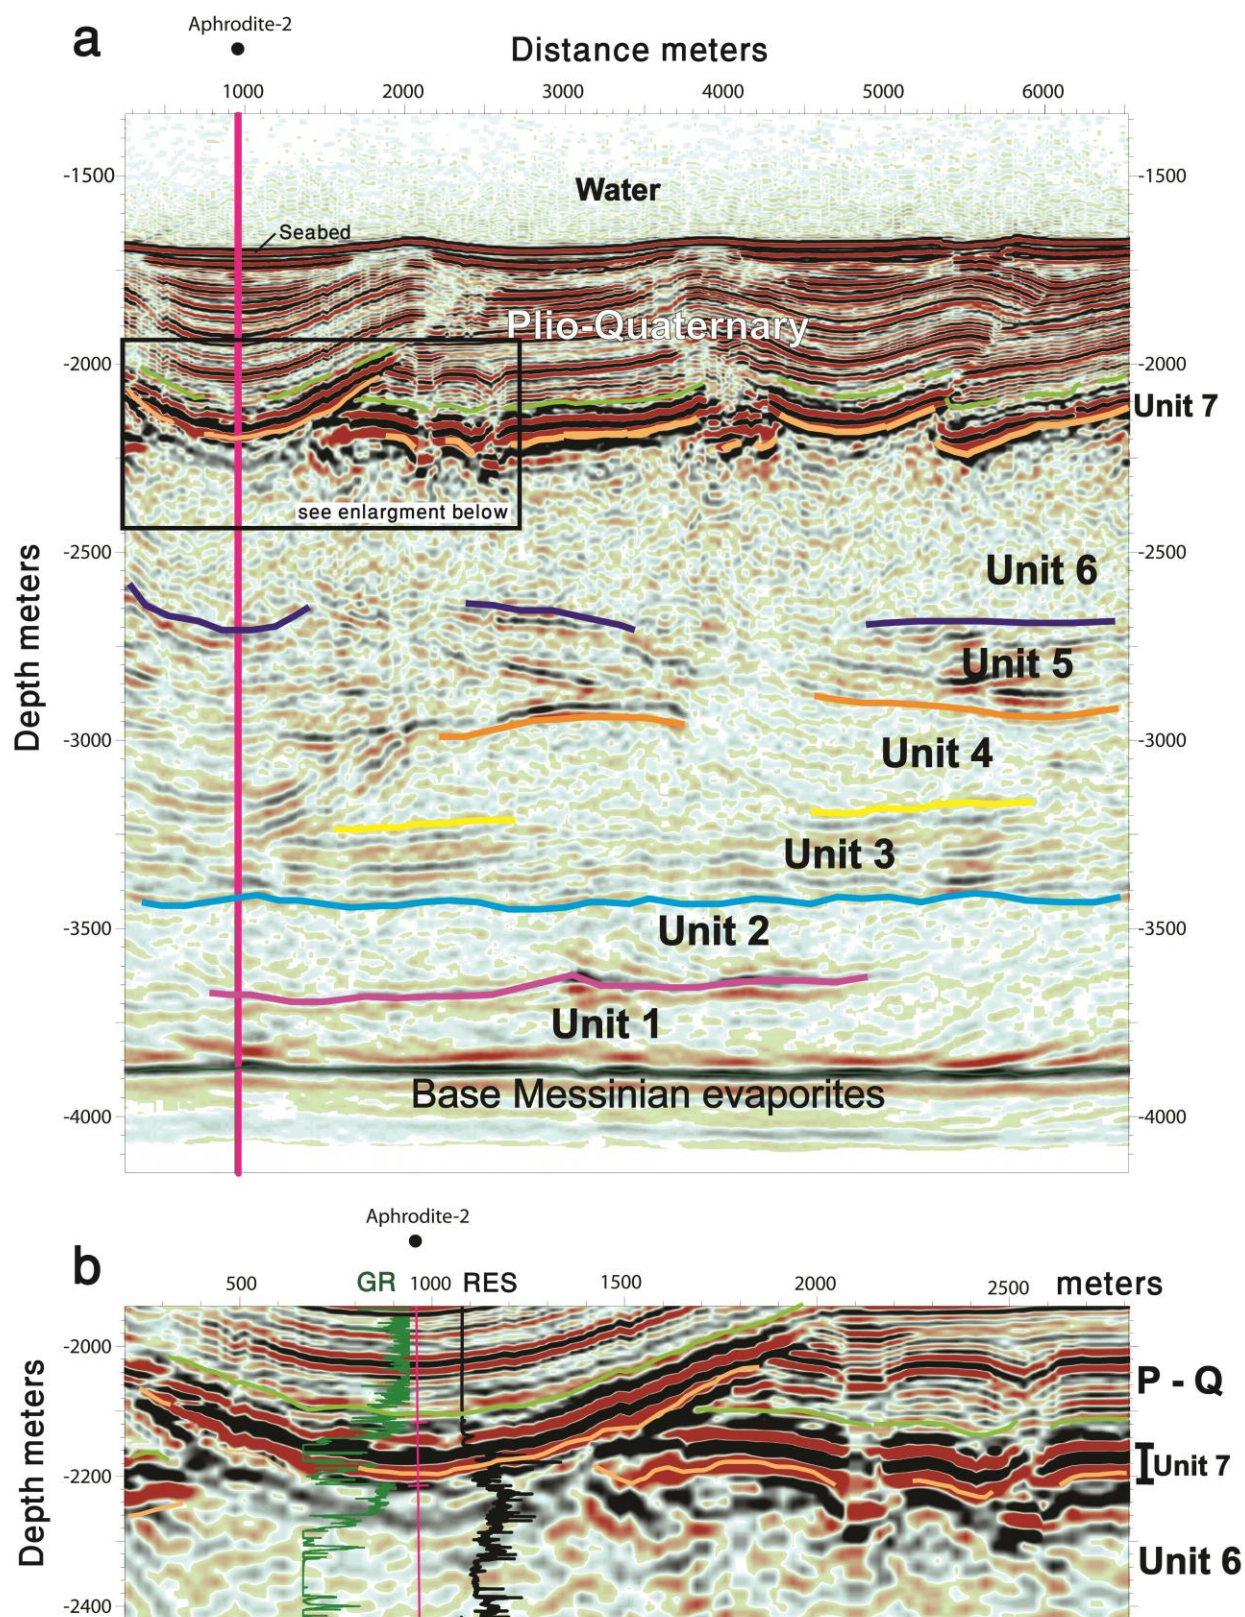 a
Aphrodite-2
Distance meters
1000 2000 3000 4000 5000 6000
-1500 -1500
Water
Seabed
Plio-Quaternary
-2000 -2000
Unit 7
see enlargment below
-2500 -2500
Unit 6
Unit 5
Depth meters
-3000 -3000
Unit 4
Unit 3
-3500 -3500
Unit 2
Unit 1
Base Messinian evaporites
-4000 -4000
Aphrodite-2
b
500 GR 1000 RES 1500 2000 2500 meters
-2000
P - Q
Depth meters
-2200
Unit 7
Unit 6
-2400